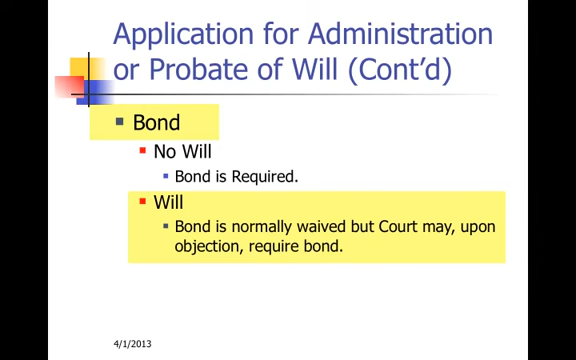 Application for Administration
or Probate of Will (Cont’d)
Bond
No Will
Bond is Required.
Will
Bond is normally waived but Court may, upon
objection, require bond.
4/1/2013